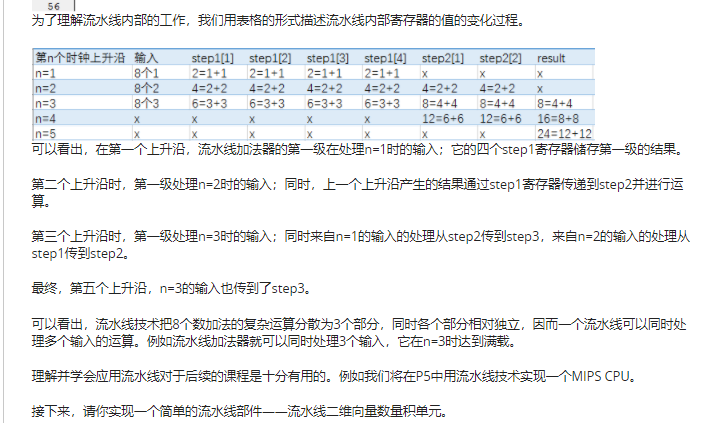 56
为了理解流水线内部的工作，我们用表格的形式描述流水线内部寄存器的值的变化过程。
第n个时钟上升沿 输入 step1[1] step1[2] step1[3] step1[4] step2[1] step2[2] result
n=1 8个1 2=1+1 2=1+1 2=1+1 2=1+1 x x x
n=2 8个2 4=2+2 4=2+2 4=2+2 4=2+2 4=2+2 4=2+2 x
n=3 8个3 6=3+3 6=3+3 6=3+3 6=3+3 8=4+4 8=4+4 8=4+4
n=4 x x x x x 12=6+6 12=6+6 16=8+8
n=5 x x x x x x x 24=12+12
可以看出，在第一个上升沿，流水线加法器的第一级在处理n=1时的输入；它的四个step1寄存器储存第一级的结果。
第二个上升沿时，第一级处理n=2时的输入；同时，上一个上升沿产生的结果通过step1寄存器传递到step2并进行运
算。
第三个上升沿时，第一级处理n=3时的输入；同时来自n=1的输入的处理从step2传到step3，来自n=2的输入的处理从
step1传到step2。
最终，第五个上升沿，n=3的输入也传到了step3。
可以看出，流水线技术把8个数加法的复杂运算分散为3个部分，同时各个部分相对独立，因而一个流水线可以同时处
理多个输入的运算。例如流水线加法器就可以同时处理3个输入，它在n=3时达到满载。
理解并学会应用流水线对于后续的课程是十分有用的。例如我们将在P5中用流水线技术实现一个MIPS CPU。
接下来，请你实现一个简单的流水线部件——流水线二维向量数量积单元。